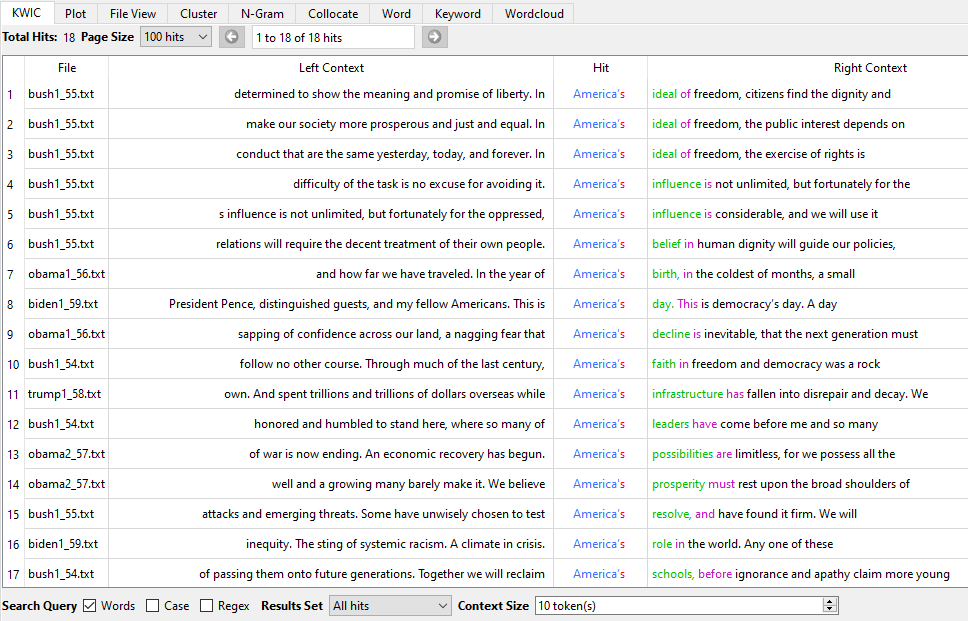 KWIC Plot File View Cluster N-Gram Collocate Word Keyword Wordcloud
Total Hits: 18 Page Size 100 hits 1 to 18 of 18 hits
File Left Context Hit Right Context
1 bush1_55.txt determined to show the meaning and promise of liberty. In America's ideal of freedom, citizens find the dignity and
2 bush1_55.txt make our society more prosperous and just and equal. In America's ideal of freedom, the public interest depends on
3 bush1_55.txt conduct that are the same yesterday, today, and forever. In America's ideal of freedom, the exercise of rights is
4 bush1_55.txt difficulty of the task is no excuse for avoiding it. America's influence is not unlimited, but fortunately for the
5 bush1_55.txt s influence is not unlimited, but fortunately for the oppressed, America's influence is considerable, and we will use it
6 bush1_55.txt relations will require the decent treatment of their own people. America's belief in human dignity will guide our policies,
7 obama1_56.txt and how far we have traveled. In the year of America's birth, in the coldest of months, a small
8 biden1_59.txt President Pence, distinguished guests, and my fellow Americans. This is America's day. This is democracy's day. A day
9 obama1_56.txt sapping of confidence across our land, a nagging fear that America's decline is inevitable, that the next generation must
10 bush1_54.txt follow no other course. Through much of the last century, America's faith in freedom and democracy was a rock
11 trump1_58.txt own. And spent trillions and trillions of dollars overseas while America's infrastructure has fallen into disrepair and decay. We
12 bush1_54.txt honored and humbled to stand here, where so many of America's leaders have come before me and so many
13 obama2_57.txt of war is now ending. An economic recovery has begun. America's possibilities are limitless, for we possess all the
14 obama2_57.txt well and a growing many barely make it. We believe America's prosperity must rest upon the broad shoulders of
15 bush1_55.txt attacks and emerging threats. Some have unwisely chosen to test America's resolve, and have found it firm. We will
16 biden1_59.txt inequity. The sting of systemic racism. A climate in crisis. America's role in the world. Any one of these
17 bush1_54.txt of passing them onto future generations. Together we will reclaim America's schools, before ignorance and apathy claim more young
Search Query Words Case Regex Results Set All hits Context Size 10 token(s)